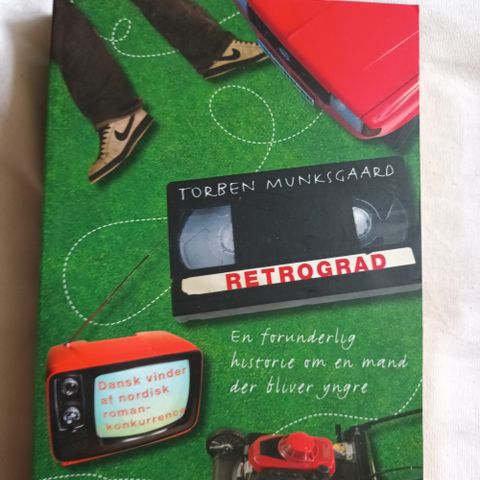 TORBEN MUNKSGAARD
RETROGRAD
En forunderlig
historie om en mand
der bliver yngre
Dansk vinder
af nordisk
roman-
konkurrence